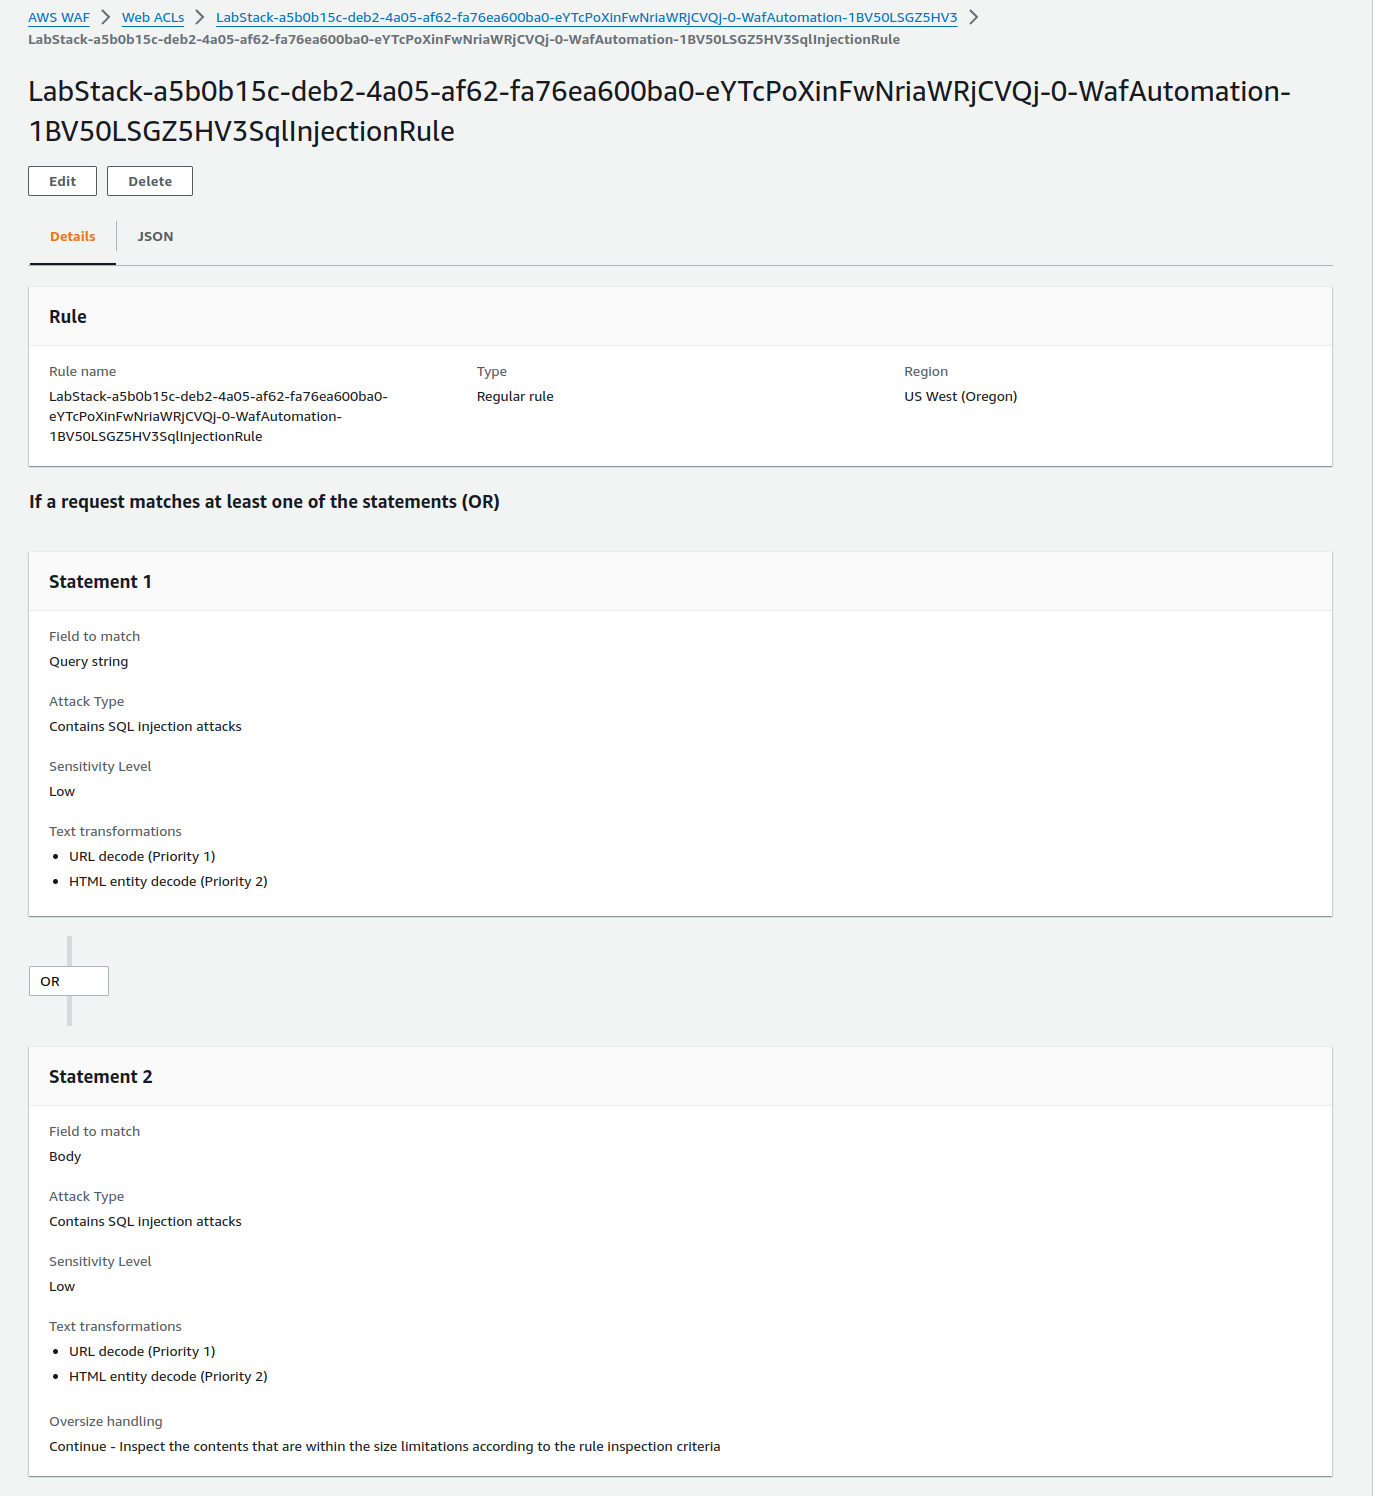 AWS WAF > Web ACLs > LabStack-a5b0b15c-deb2-4a05-af62-fa76ea600ba0-eYTcPoXinFwNriaWRjCVQj-0-WafAutomation-1BV50LSGZ5HV3 >
LabStack-a5b0b15c-deb2-4a05-af62-fa76ea600ba0-eYTcPoXinFwNriaWRjCVQj-0-WafAutomation-1BV50LSGZ5HV3SqlInjectionRule
LabStack-a5b0b15c-deb2-4a05-af62-fa76ea600ba0-eYTcPoXinFwNriaWRjCVQj-0-WafAutomation-
1BV50LSGZ5HV3SqlInjectionRule
Edit Delete
Details JSON
Rule
Rule name Type Region
LabStack-a5b0b15c-deb2-4a05-af62-fa76ea600ba0- Regular rule US West (Oregon)
eYTcPoXinFwNriaWRjCVQj-0-WafAutomation-
1BV50LSGZ5HV3SqlInjectionRule
If a request matches at least one of the statements (OR)
Statement 1
Field to match
Query string
Attack Type
Contains SQL injection attacks
Sensitivity Level
Low
Text transformations
• URL decode (Priority 1)
• HTML entity decode (Priority 2)
OR
Statement 2
Field to match
Body
Attack Type
Contains SQL injection attacks
Sensitivity Level
Low
Text transformations
• URL decode (Priority 1)
• HTML entity decode (Priority 2)
Oversize handling
Continue - Inspect the contents that are within the size limitations according to the rule inspection criteria